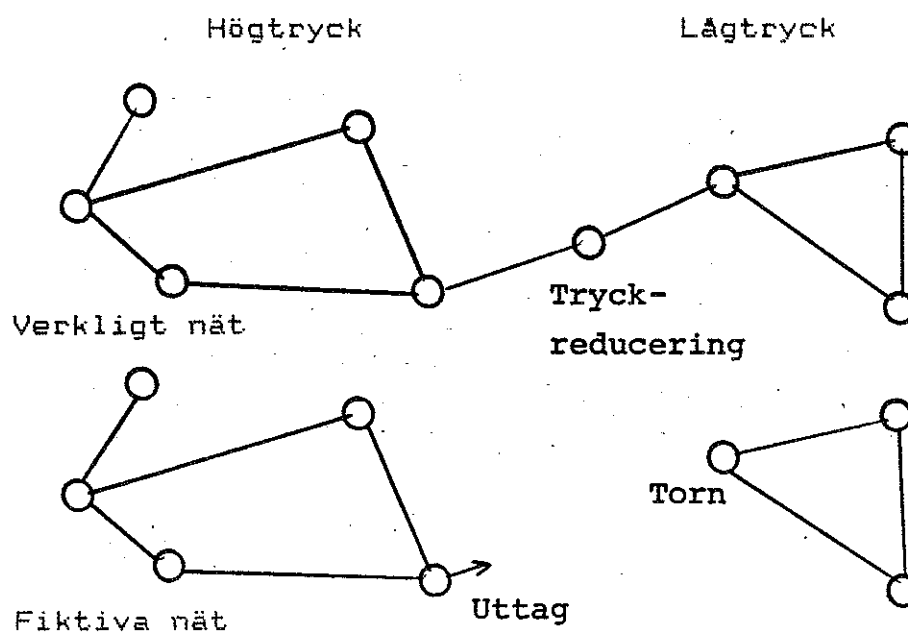 Högtryck
Lågtryck
Tryck-
reducering
Verkligt nät
Torn
Uttag
Fiktiva nät